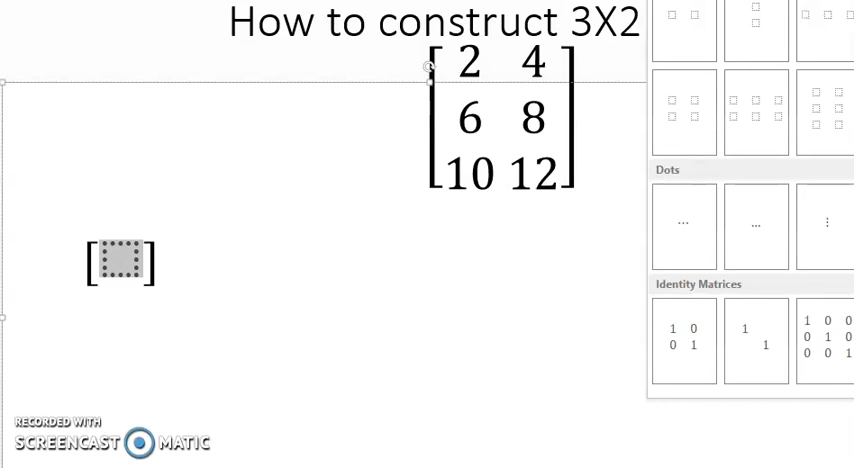 How to construct 3X2
2 4
6 8
10 12
[ ]
Dots
... ... ⋮
Identity Matrices
1 0
0 1
1
1
1 0 0
0 1 0
0 0 1
RECORDED WITH
SCREENCAST MATIC